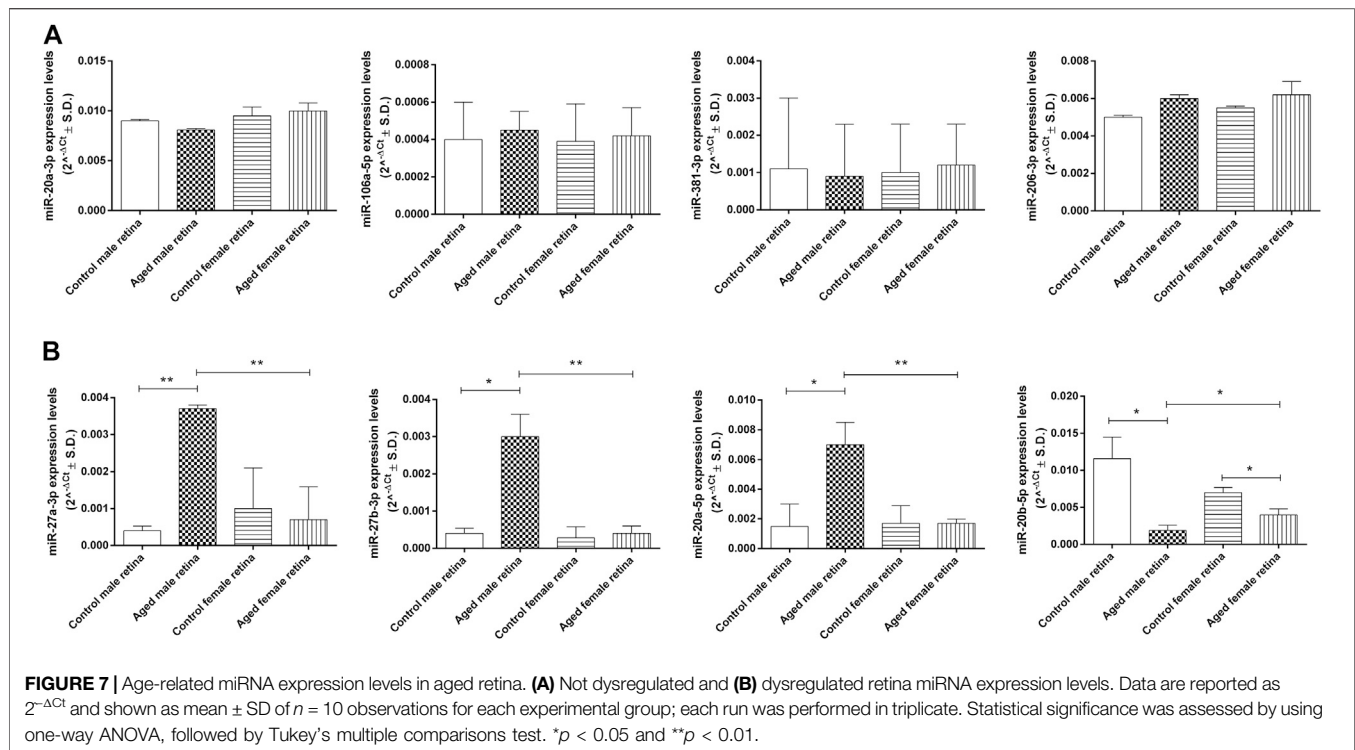 A
miR-20a-3p expression levels
(2^-ΔCt ± S.D.)
0.015
0.010
0.005
0.000
Control male retina
Aged male retina
Control female retina
Aged female retina
miR-106a-5p expression levels
(2^-ΔCt ± S.D.)
0.0008
0.0006
0.0004
0.0002
0.0000
Control male retina
Aged male retina
Control female retina
Aged female retina
miR-381-3p expression levels
(2^-ΔCt ± S.D.)
0.004
0.003
0.002
0.001
0.000
Control male retina
Aged male retina
Control female retina
Aged female retina
miR-206-3p expression levels
(2^-ΔCt ± S.D.)
0.008
0.006
0.004
0.002
0.000
Control male retina
Aged male retina
Control female retina
Aged female retina
B
miR-27a-3p expression levels
(2^-ΔCt ± S.D.)
0.004
0.003
0.002
0.001
0.000
**
**
Control male retina
Aged male retina
Control female retina
Aged female retina
miR-27b-3p expression levels
(2^-ΔCt ± S.D.)
0.004
0.003
0.002
0.001
0.000
*
**
Control male retina
Aged male retina
Control female retina
Aged female retina
miR-20a-5p expression levels
(2^-ΔCt ± S.D.)
0.010
0.008
0.006
0.004
0.002
0.000
*
**
Control male retina
Aged male retina
Control female retina
Aged female retina
miR-20b-5p expression levels
(2^-ΔCt ± S.D.)
0.020
0.015
0.010
0.005
0.000
*
*
*
Control male retina
Aged male retina
Control female retina
Aged female retina
FIGURE 7 | Age-related miRNA expression levels in aged retina. (A) Not dysregulated and (B) dysregulated retina miRNA expression levels. Data are reported as
2^−ΔCt and shown as mean ± SD of n = 10 observations for each experimental group; each run was performed in triplicate. Statistical significance was assessed by using
one-way ANOVA, followed by Tukey's multiple comparisons test. *p < 0.05 and **p < 0.01.